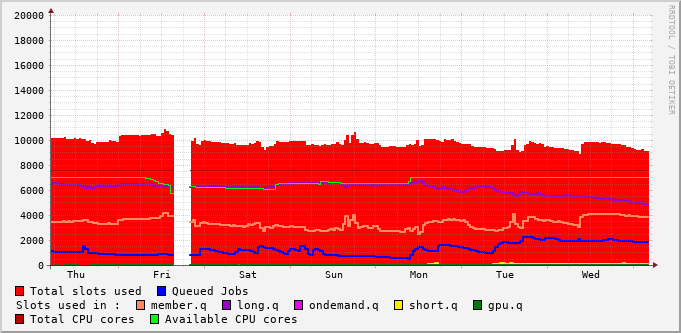 20000
18000
16000
14000
12000
10000
8000
6000
4000
2000
0
Thu Fri Sat Sun Mon Tue Wed
Total slots used Queued Jobs
Slots used in : member.q long.q ondemand.q short.q gpu.q
Total CPU cores Available CPU cores
RRDTOOL / TOBI OETIKER